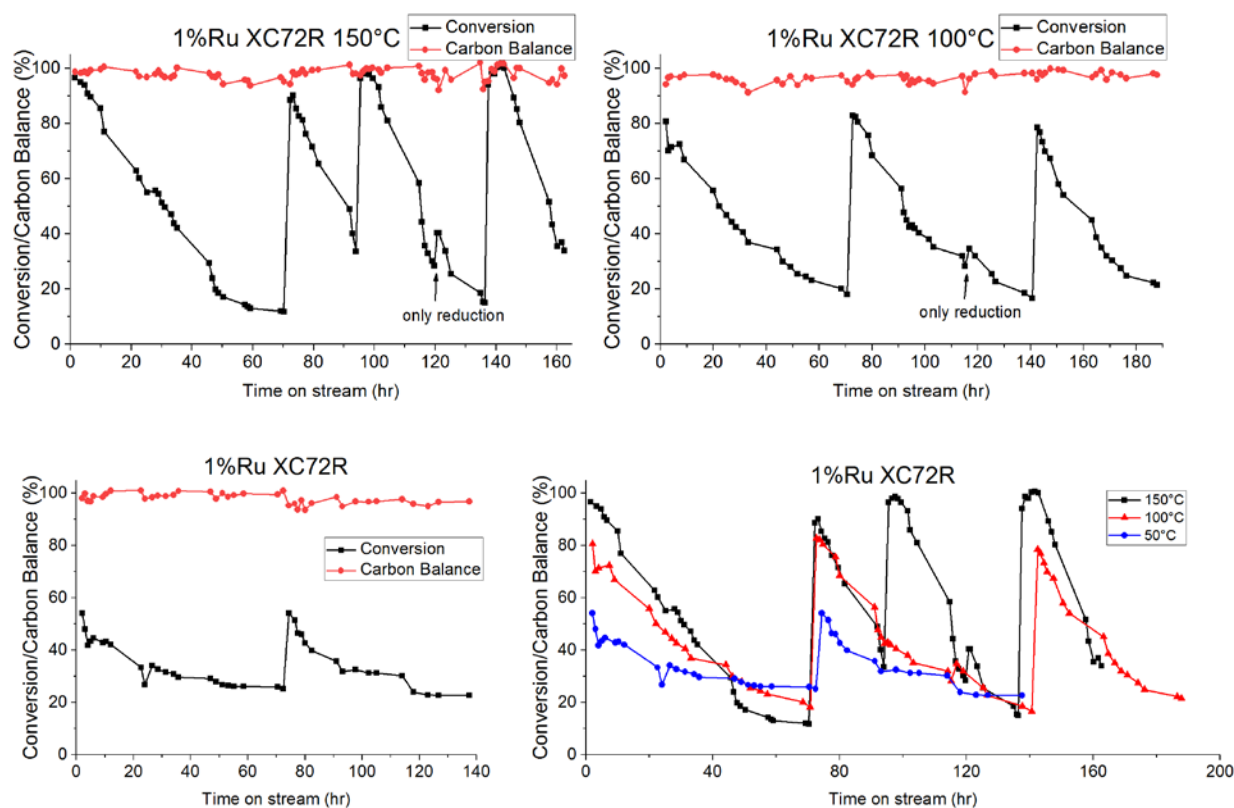 1%Ru XC72R 150°C
Conversion
Carbon Balance
Conversion/Carbon Balance (%)
100
80
60
40
20
0
only reduction
0 20 40 60 80 100 120 140 160
Time on stream (hr)
1%Ru XC72R 100°C
Conversion
Carbon Balance
Conversion/Carbon Balance (%)
100
80
60
40
20
0
only reduction
0 20 40 60 80 100 120 140 160 180
Time on stream (hr)
1%Ru XC72R
Conversion/Carbon Balance (%)
100
80
60
40
20
0
Conversion
Carbon Balance
0 20 40 60 80 100 120 140
Time on stream (hr)
1%Ru XC72R
Conversion/Carbon Balance (%)
100
80
60
40
20
0
150°C
100°C
50°C
0 40 80 120 160 200
Time on stream (hr)